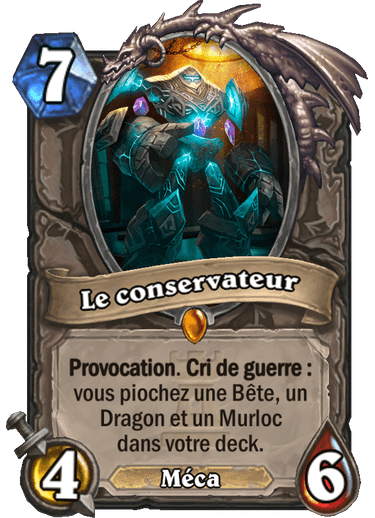 7
Le conservateur
Provocation. Cri de guerre :
vous piochez une Bête, un
Dragon et un Murloc
dans votre deck.
4
Méca
6